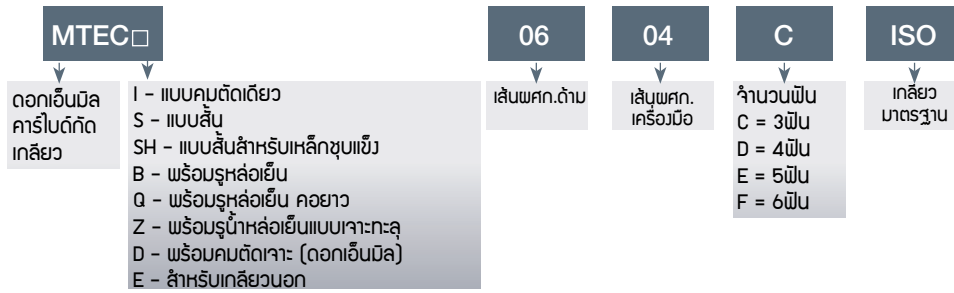 MTEC□ 06 04 C ISO
ดอกเอ็นมิล
คาร์ไบด์กัด
เกลียว
I - แบบคมตัดเดียว
S - แบบสั้น
SH - แบบสั้นสำหรับเหล็กชุบแข็ง
B - พร้อมรูหล่อเย็น
Q - พร้อมรูหล่อเย็น คอยาว
Z - พร้อมรูน้ำหล่อเย็นแบบเจาะทะลุ
D - พร้อมคมตัดเจาะ (ดอกเอ็นมิล)
E - สำหรับเกลียวนอก
เส้นผศก.ด้าม
เส้นผศก.
เครื่องมือ
จำนวนฟัน
C = 3ฟัน
D = 4ฟัน
E = 5ฟัน
F = 6ฟัน
เกลียว
มาตรฐาน